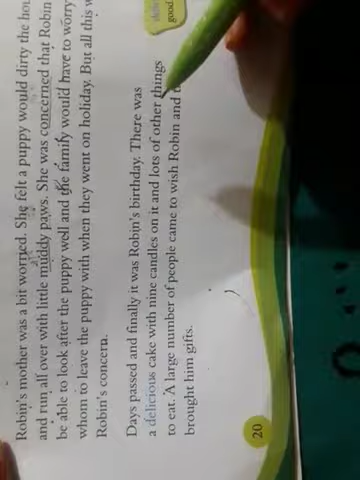 Robin's mother was a bit worried. She felt a puppy would dirty the
and run all over with little muddy paws. She was concerned that Robin
be able to look after the puppy well and the family would have to worry
whom to leave the puppy with when they went on holiday. But all this
Robin's concern.
Days passed and finally it was Robin's birthday. There was
a delicious cake with nine candles on it and lots of other things
to eat. A large number of people came to wish Robin and
brought him gifts.
good
20